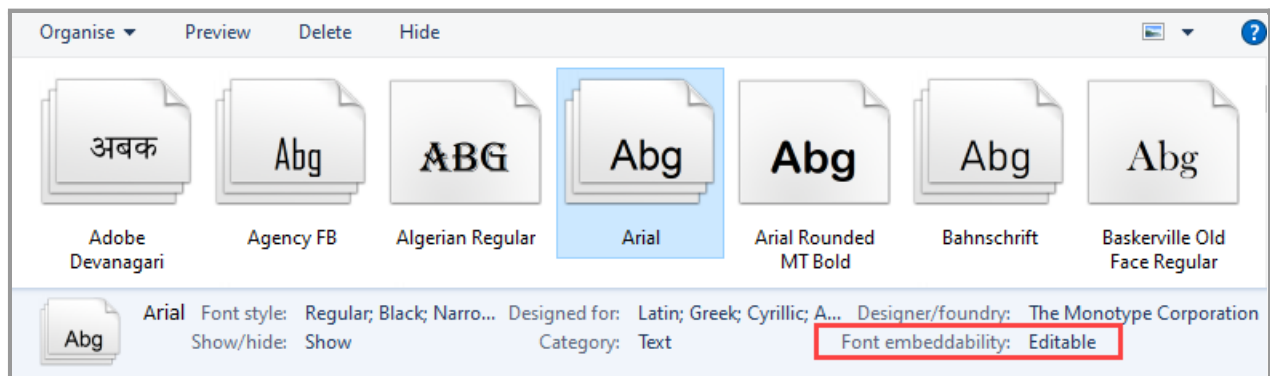 Organise Preview Delete Hide ?
अबक Abg ABG Abg Abg Abg Abg
Adobe Devanagari
Agency FB
Algerian Regular
Arial
Arial Rounded MT Bold
Bahnschrift
Baskerville Old Face Regular
Abg
Arial Font style: Regular; Black; Narro... Designed for: Latin; Greek; Cyrillic; A... Designer/foundry: The Monotype Corporation
Show/hide: Show Category: Text Font embeddability: Editable